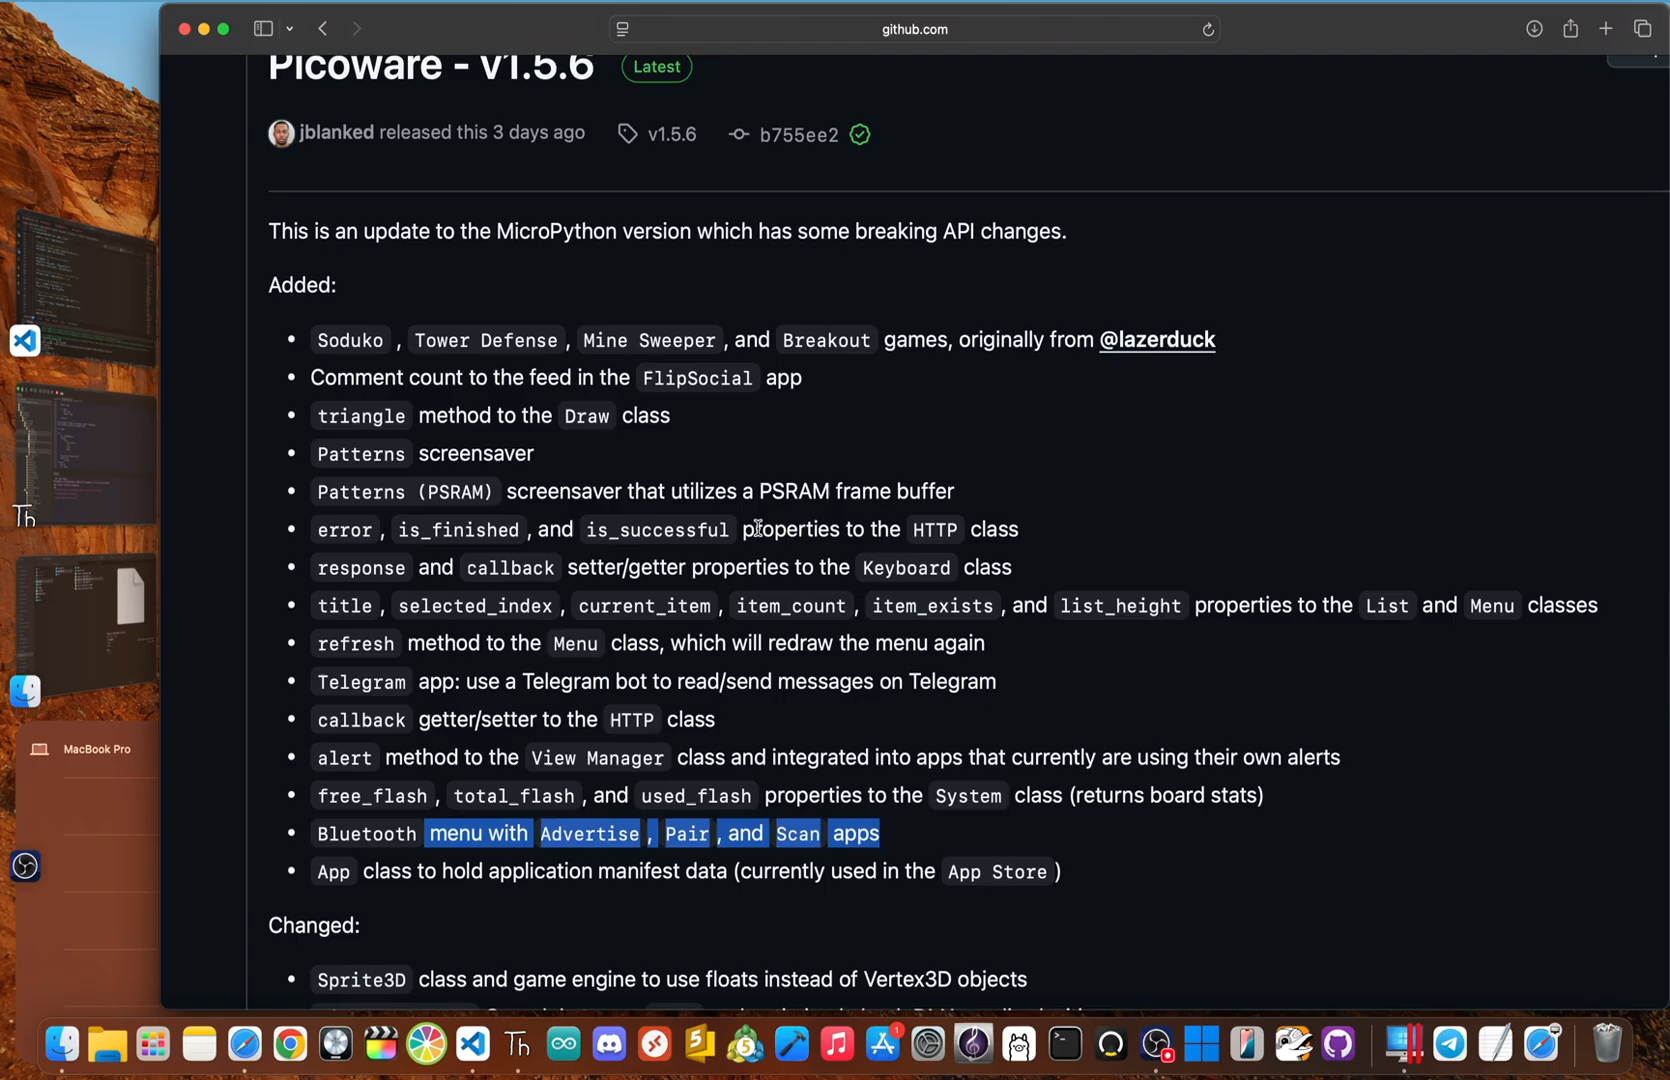 github.com
Picoware - v1.5.6 Latest
jblanked released this 3 days ago v1.5.6 b755ee2
This is an update to the MicroPython version which has some breaking API changes.
Added:
• Soduko , Tower Defense , Mine Sweeper , and Breakout games, originally from @lazerduck
• Comment count to the feed in the FlipSocial app
• triangle method to the Draw class
• Patterns screensaver
• Patterns (PSRAM) screensaver that utilizes a PSRAM frame buffer
• error , is_finished , and is_successful properties to the HTTP class
• response and callback setter/getter properties to the Keyboard class
• title , selected_index , current_item , item_count , item_exists , and list_height properties to the List and Menu classes
• refresh method to the Menu class, which will redraw the menu again
• Telegram app: use a Telegram bot to read/send messages on Telegram
• callback getter/setter to the HTTP class
• alert method to the View Manager class and integrated into apps that currently are using their own alerts
• free_flash , total_flash , and used_flash properties to the System class (returns board stats)
• Bluetooth menu with Advertise , Pair , and Scan apps
• App class to hold application manifest data (currently used in the App Store )
Changed:
• Sprite3D class and game engine to use floats instead of Vertex3D objects
Th
MacBook Pro
Th
5
5
1